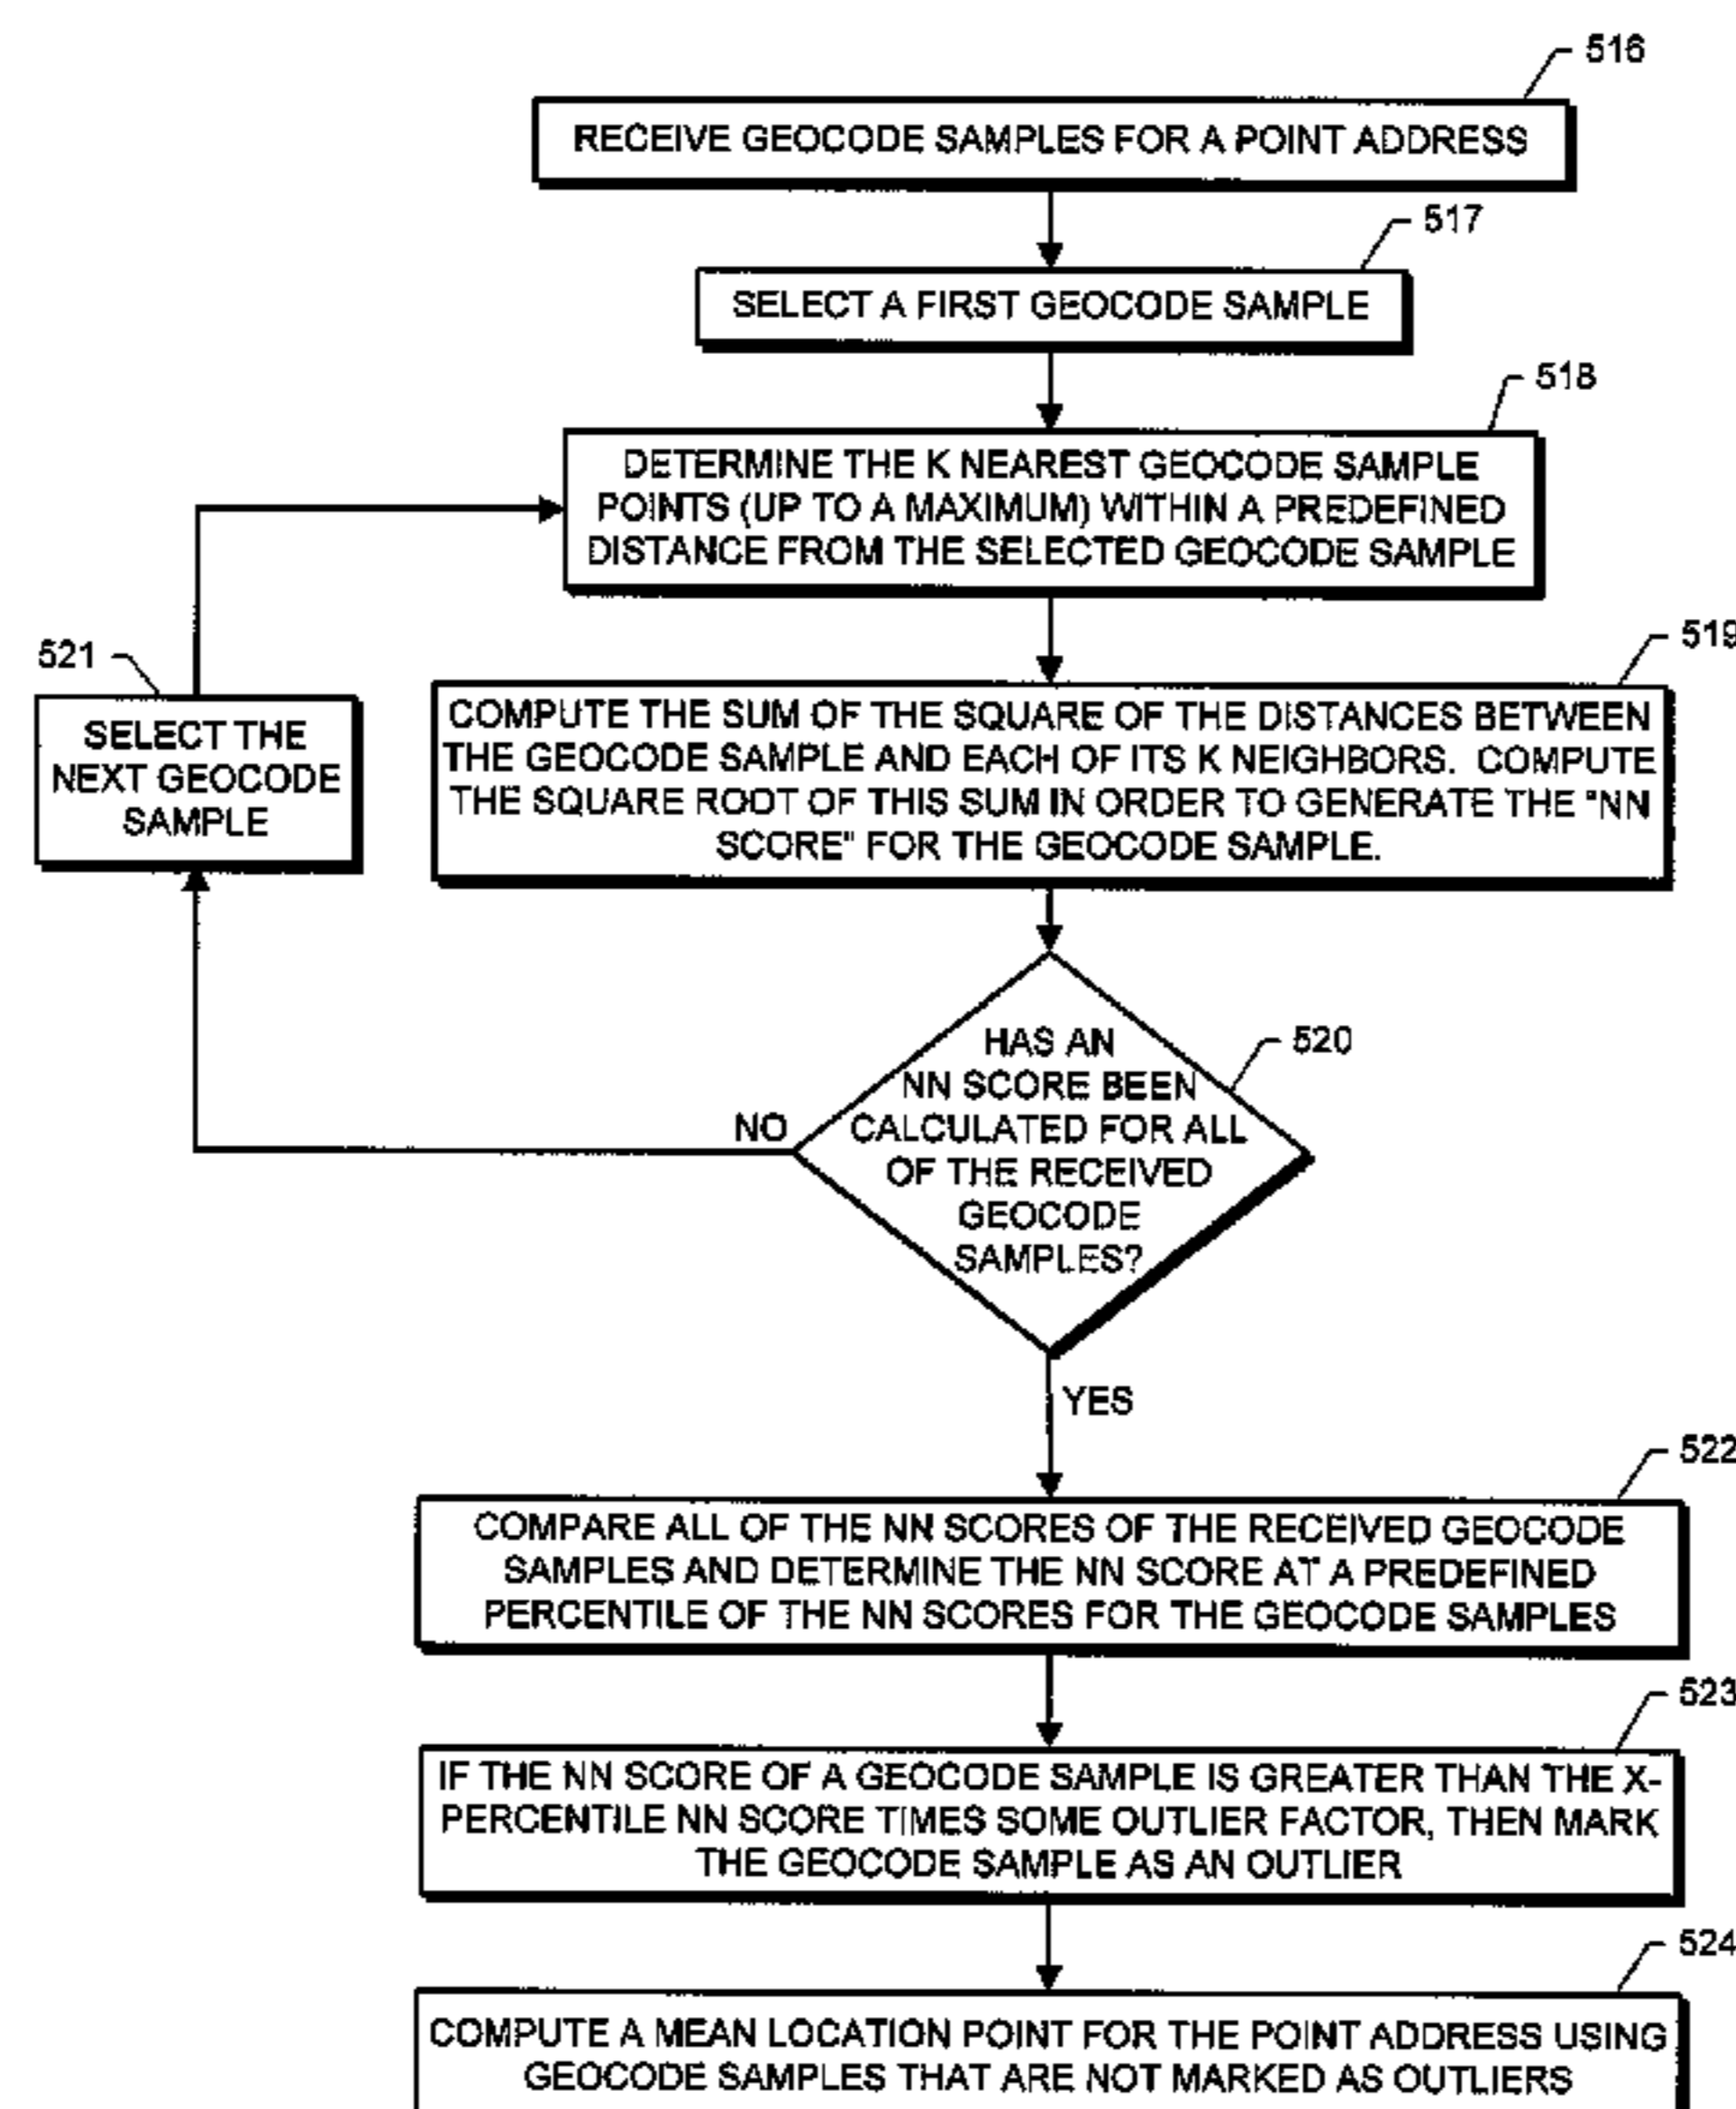 516
RECEIVE GEOCODE SAMPLES FOR A POINT ADDRESS
517
SELECT A FIRST GEOCODE SAMPLE
518
DETERMINE THE K NEAREST GEOCODE SAMPLE
POINTS (UP TO A MAXIMUM) WITHIN A PREDEFINED
DISTANCE FROM THE SELECTED GEOCODE SAMPLE
521
SELECT THE
NEXT GEOCODE
SAMPLE
519
COMPUTE THE SUM OF THE SQUARE OF THE DISTANCES BETWEEN
THE GEOCODE SAMPLE AND EACH OF ITS K NEIGHBORS. COMPUTE
THE SQUARE ROOT OF THIS SUM IN ORDER TO GENERATE THE "NN
SCORE" FOR THE GEOCODE SAMPLE.
520
HAS AN
NN SCORE BEEN
CALCULATED FOR ALL
OF THE RECEIVED
GEOCODE
SAMPLES?
NO
YES
522
COMPARE ALL OF THE NN SCORES OF THE RECEIVED GEOCODE
SAMPLES AND DETERMINE THE NN SCORE AT A PREDEFINED
PERCENTILE OF THE NN SCORES FOR THE GEOCODE SAMPLES
523
IF THE NN SCORE OF A GEOCODE SAMPLE IS GREATER THAN THE X-
PERCENTILE NN SCORE TIMES SOME OUTLIER FACTOR, THEN MARK
THE GEOCODE SAMPLE AS AN OUTLIER
524
COMPUTE A MEAN LOCATION POINT FOR THE POINT ADDRESS USING
GEOCODE SAMPLES THAT ARE NOT MARKED AS OUTLIERS